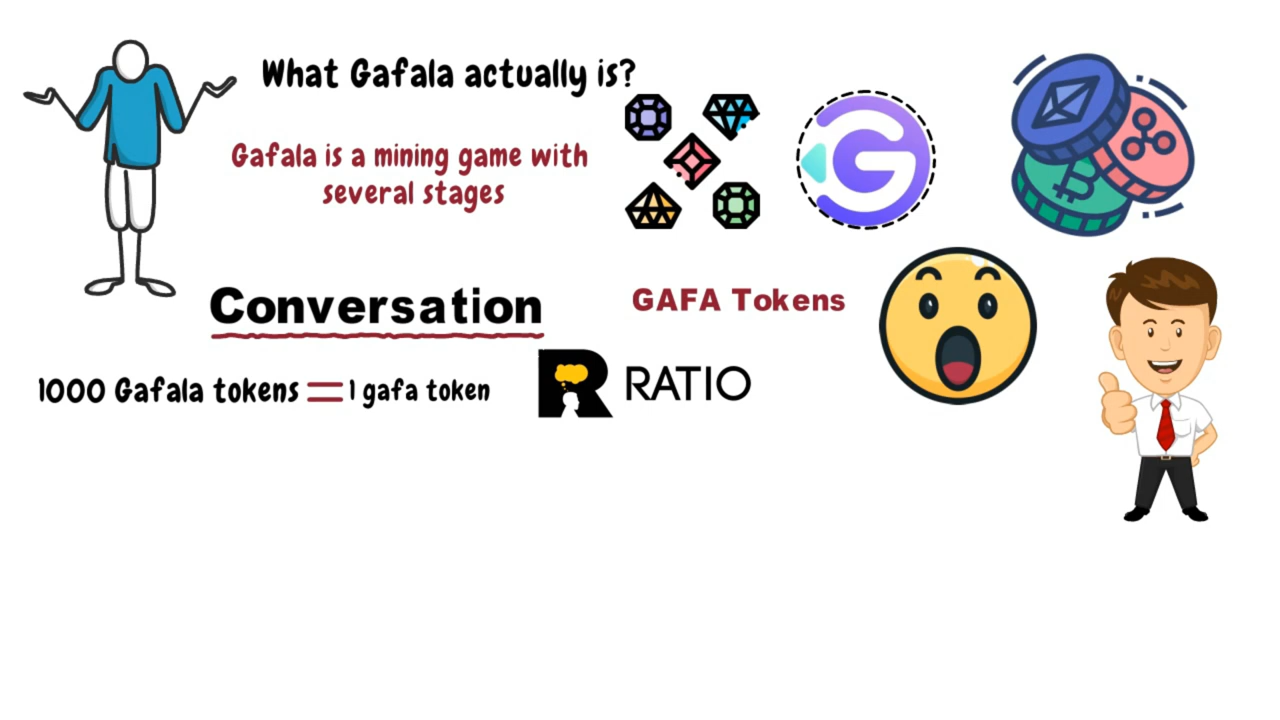 What Gafala actually is?
Gafala is a mining game with
several stages
Conversation
GAFA Tokens
1000 Gafala tokens = 1 gafa token
R RATIO